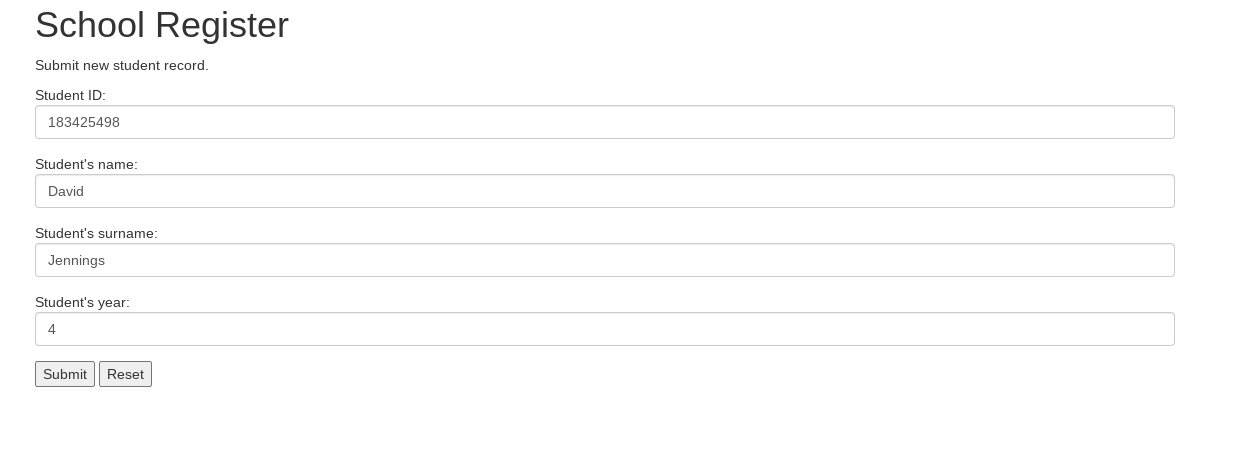 School Register
Submit new student record.
Student ID:
183425498
Student's name:
David
Student's surname:
Jennings
Student's year:
4
Submit Reset